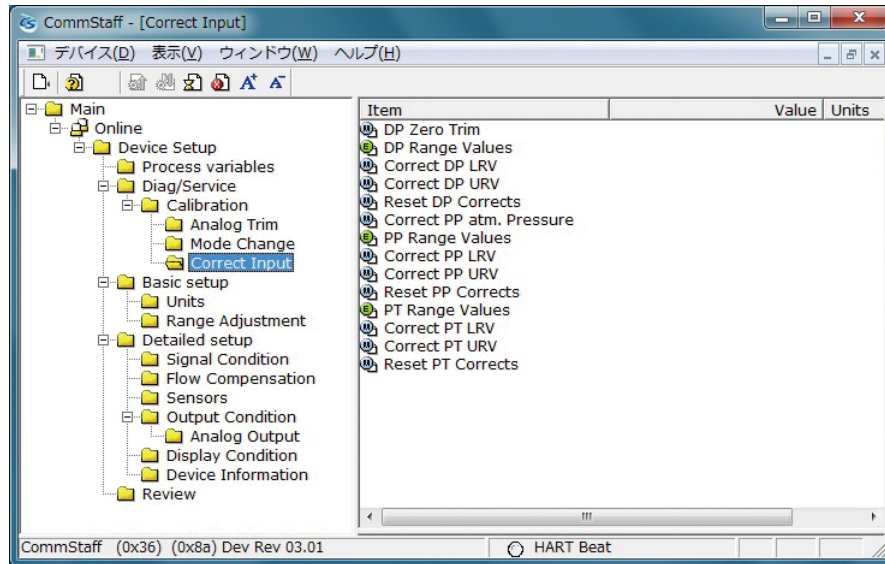 CommStaff - [Correct Input]
デバイス(D) 表示(V) ウィンドウ(W) ヘルプ(H)
Main
Online
Device Setup
Process variables
Diag/Service
Calibration
Analog Trim
Mode Change
Correct Input
Basic setup
Units
Range Adjustment
Detailed setup
Signal Condition
Flow Compensation
Sensors
Output Condition
Analog Output
Display Condition
Device Information
Review
Item Value Units
DP Zero Trim
DP Range Values
Correct DP LRV
Correct DP URV
Reset DP Corrects
Correct PP atm. Pressure
PP Range Values
Correct PP LRV
Correct PP URV
Reset PP Corrects
PT Range Values
Correct PT LRV
Correct PT URV
Reset PT Corrects
CommStaff (0x36) (0x8a) Dev Rev 03.01
HART Beat